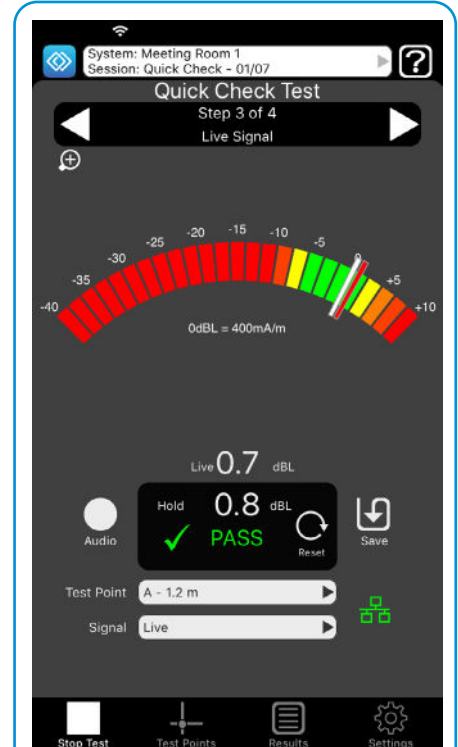 System: Meeting Room 1
Session: Quick Check - 01/07
?
Quick Check Test
Step 3 of 4
Live Signal
-40
-35
-30
-25
-20
-15
-10
-5
0
+5
+10
0dBL = 400mA/m
Live 0.7 dBL
Hold 0.8 dBL
PASS
Reset
Audio
Save
Test Point A - 1.2 m
Signal Live
Stop Test Test Points Results Settings